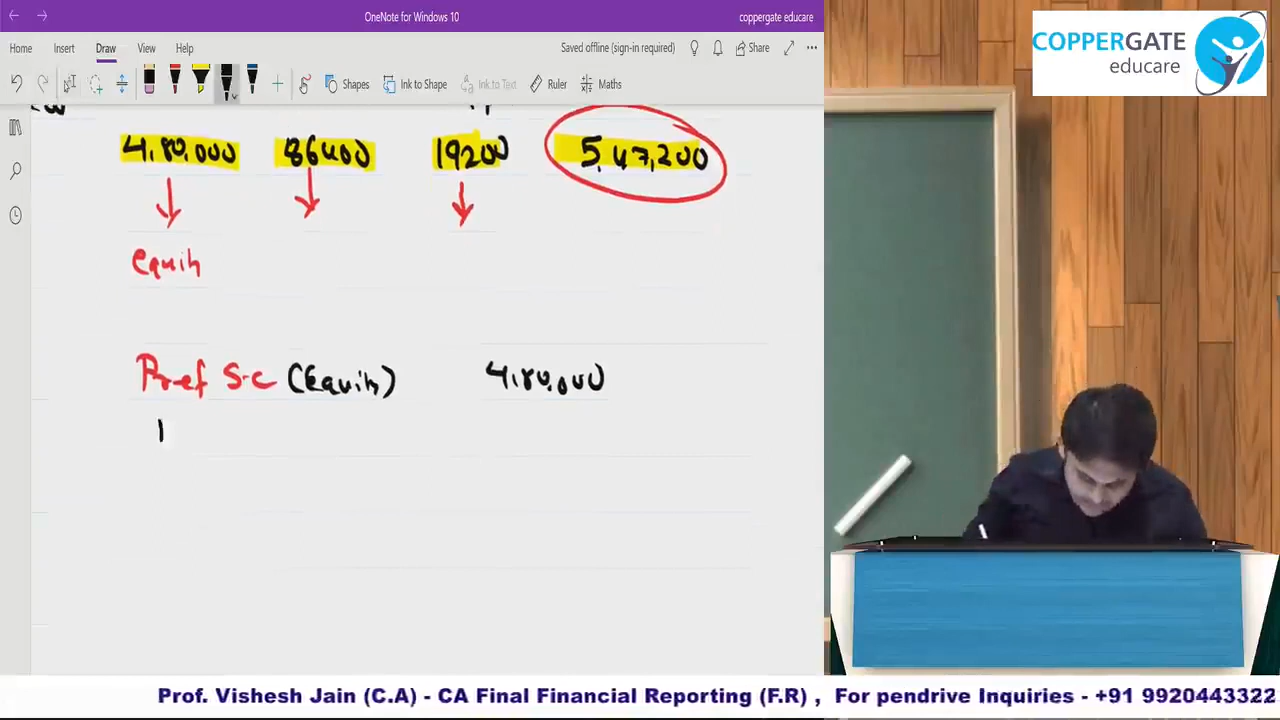 OneNote for Windows 10
coppergate educare
Home Insert Draw View Help
Saved offline (sign-in required)
Share
Shapes
Ink to Shape
Ink to Text
Ruler
Maths
COPPERGATE
educare
4,80,000 86400 19200 5,47,200
equity
Pref S.C (Equity) 4,80,000
Prof. Vishesh Jain (C.A) - CA Final Financial Reporting (F.R) , For pendrive Inquiries - +91 9920443322